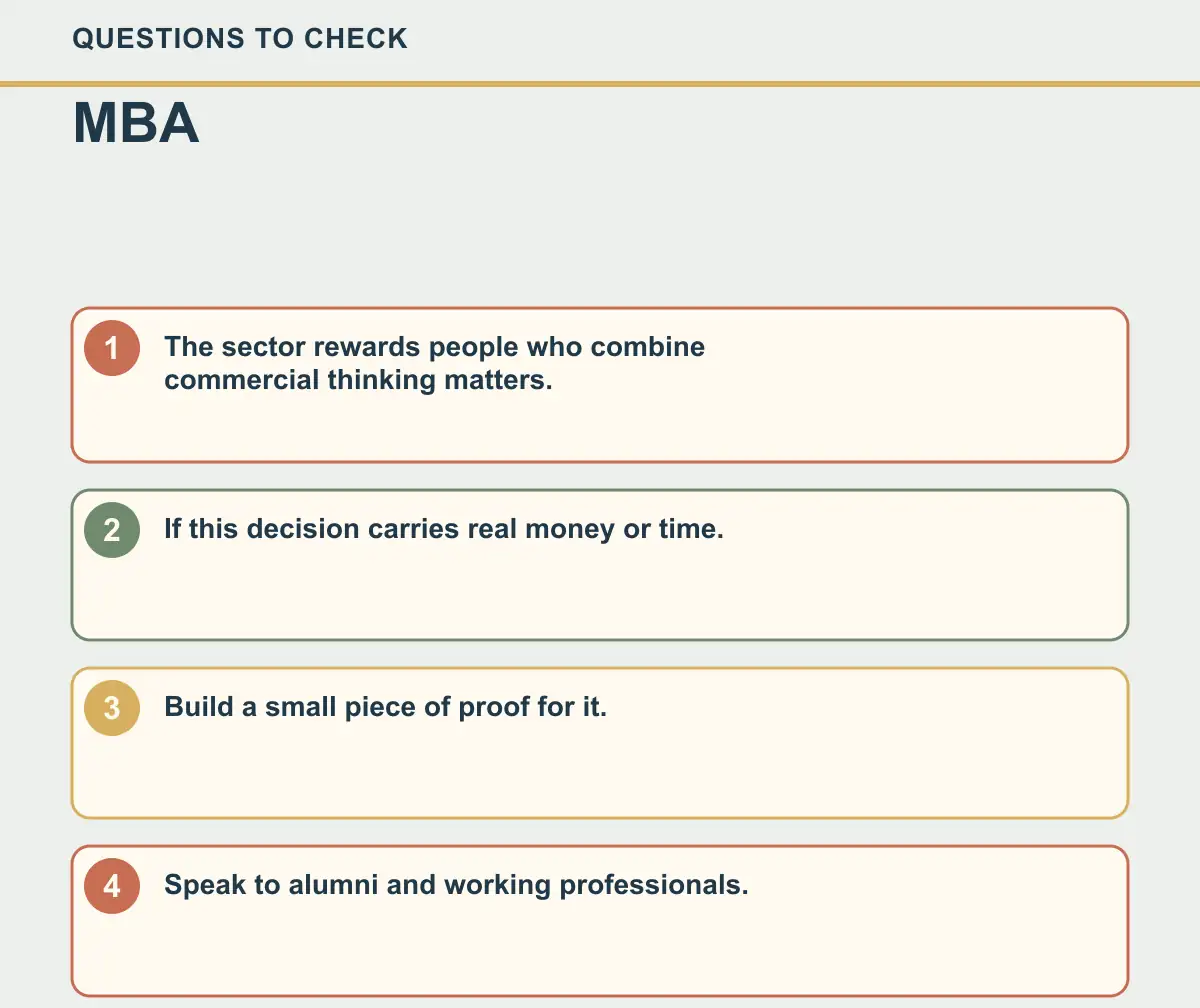 QUESTIONS TO CHECK
MBA
1
The sector rewards people who combine
commercial thinking matters.
2
If this decision carries real money or time.
3
Build a small piece of proof for it.
4
Speak to alumni and working professionals.